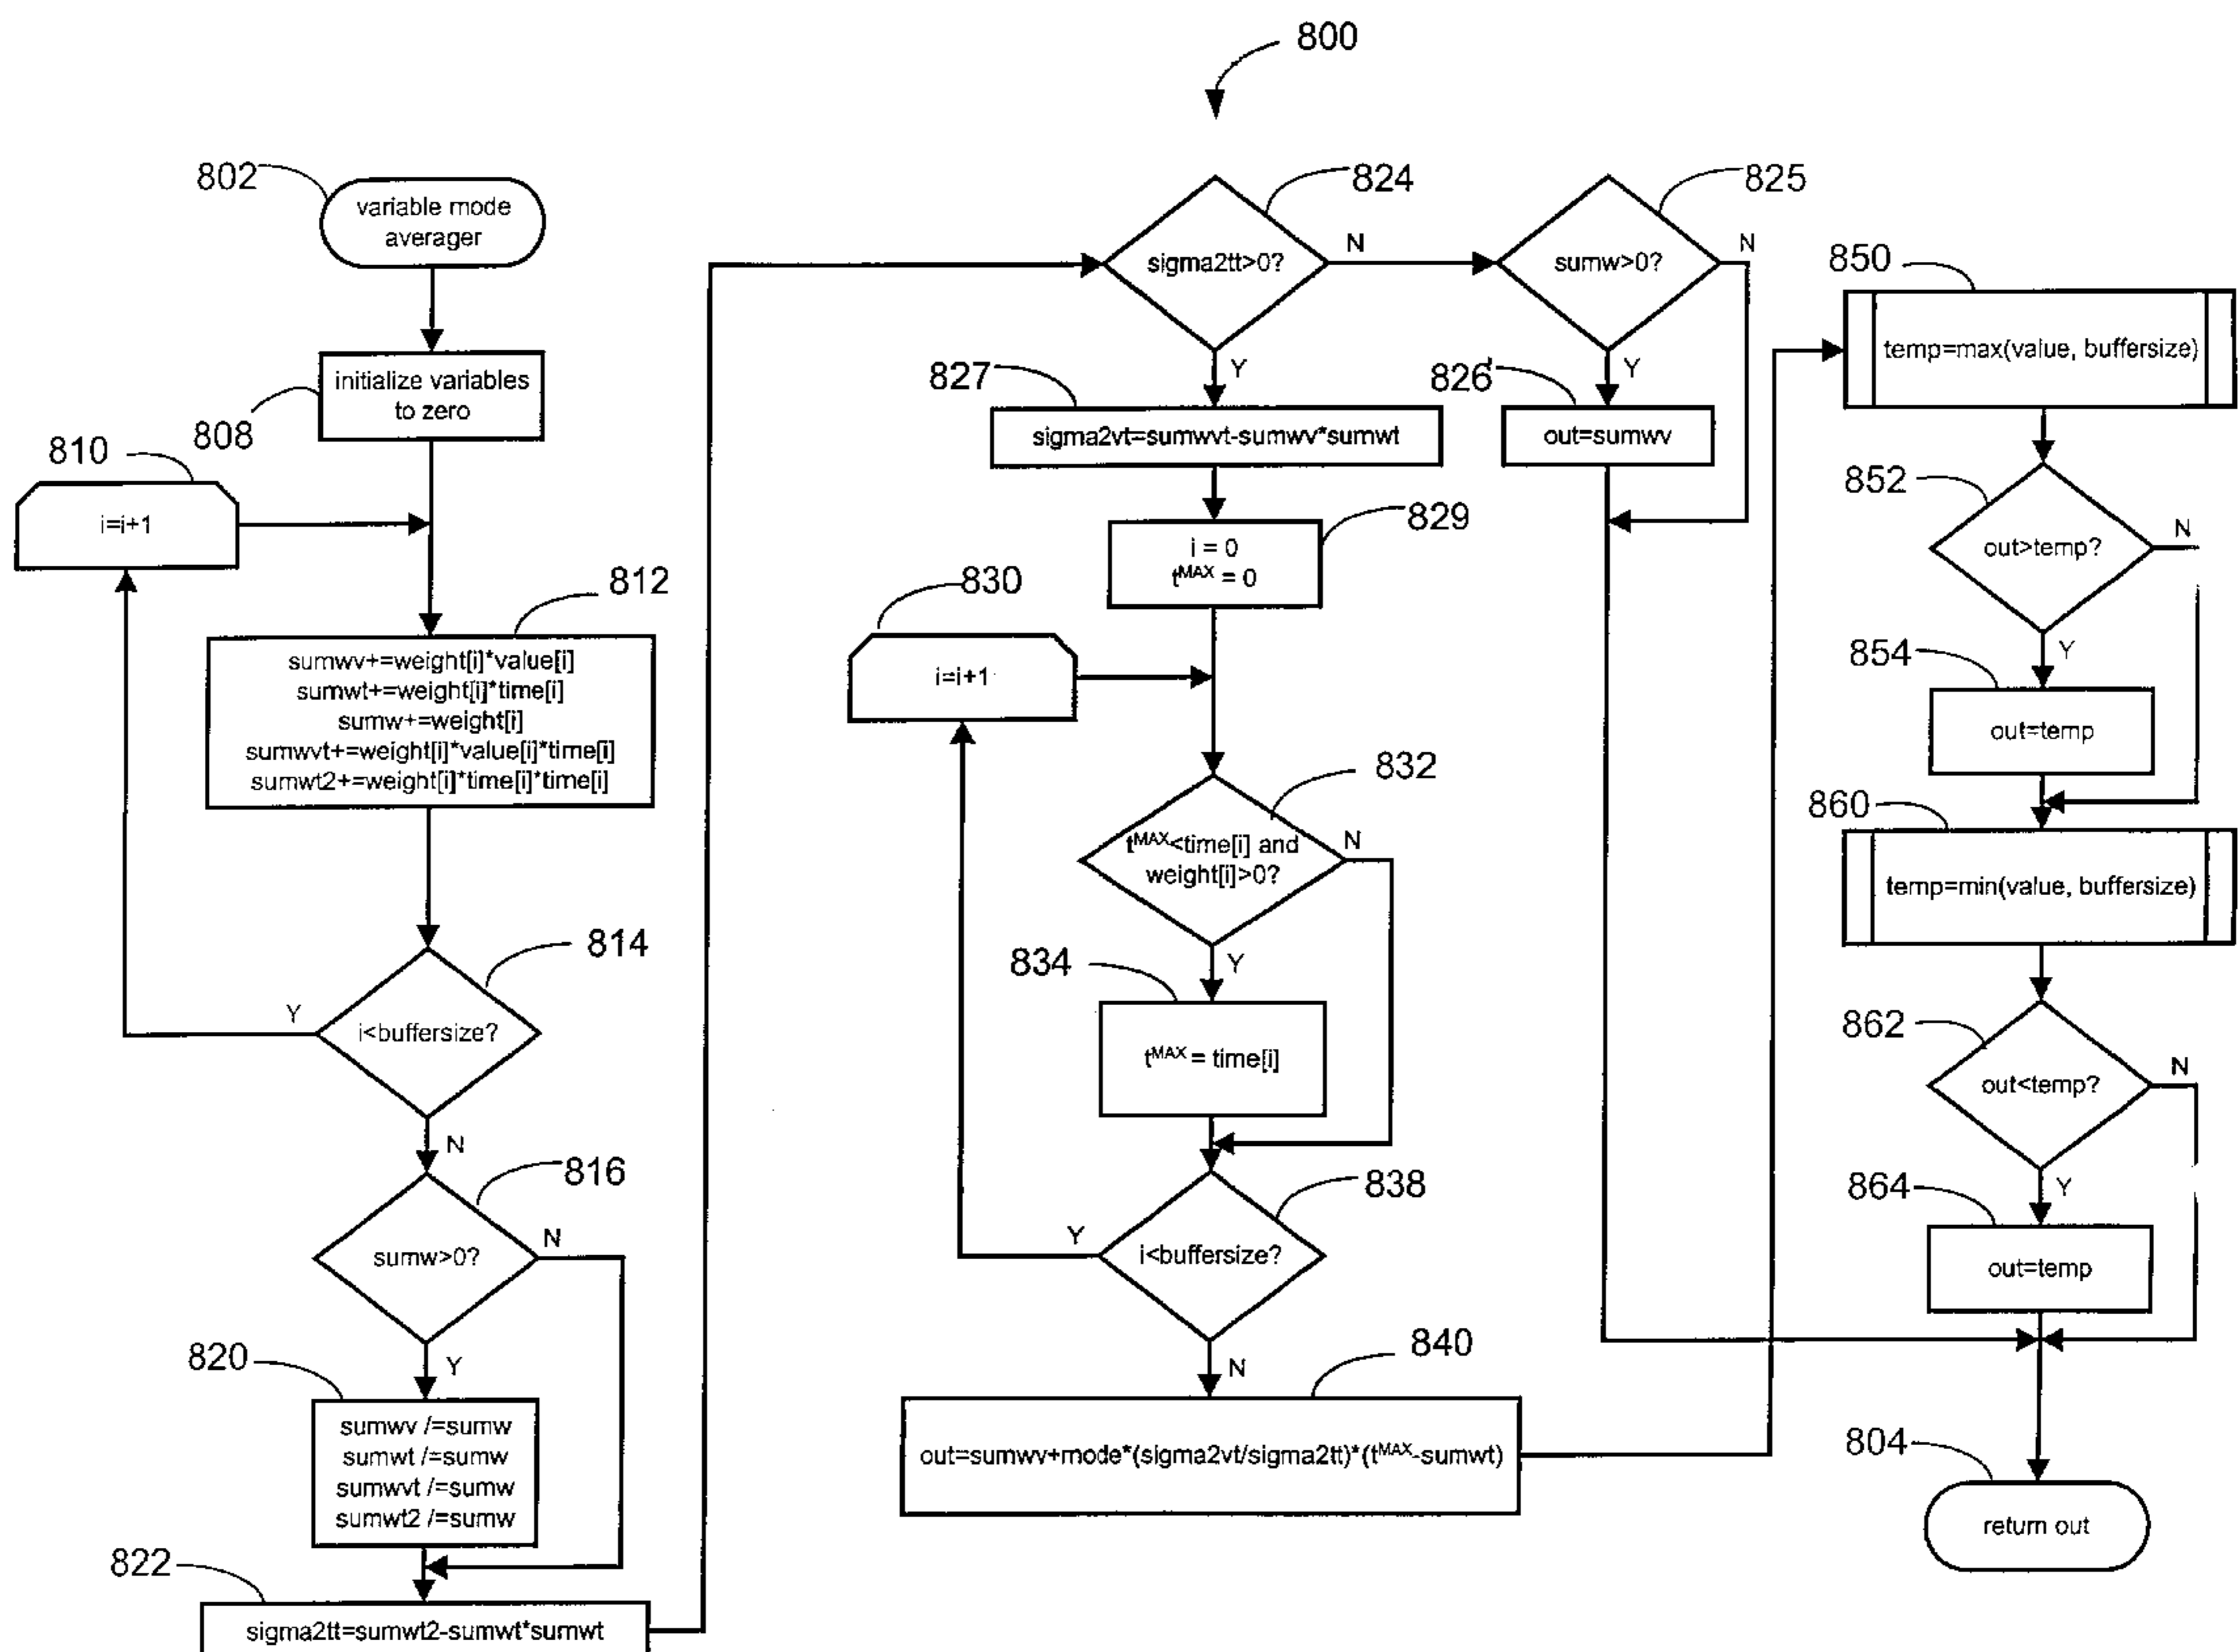 800
802
variable mode
averager
808
initialize variables
to zero
810
i=i+1
812
sumwv+=weight[i]*value[i]
sumwt+=weight[i]*time[i]
sumw+=weight[i]
sumwvt+=weight[i]*value[i]*time[i]
sumwt2+=weight[i]*time[i]*time[i]
814
i<buffersize?
Y
N
816
sumw>0?
N
Y
820
sumwv /=sumw
sumwt /=sumw
sumwvt /=sumw
sumwt2 /=sumw
822
sigma2tt=sumwt2-sumwt*sumwt
824
sigma2tt>0?
N
Y
825
sumw>0?
N
Y
826
out=sumwv
827
sigma2vt=sumwvt-sumwv*sumwt
829
i = 0
tᴹᴬˣ = 0
830
i=i+1
832
tᴹᴬˣ<time[i] and
weight[i]>0?
N
Y
834
tᴹᴬˣ = time[i]
838
i<buffersize?
Y
N
840
out=sumwv+mode*(sigma2vt/sigma2tt)*(tᴹᴬˣ-sumwt)
850
temp=max(value, buffersize)
852
out>temp?
N
Y
854
out=temp
860
temp=min(value, buffersize)
862
out<temp?
N
Y
864
out=temp
804
return out